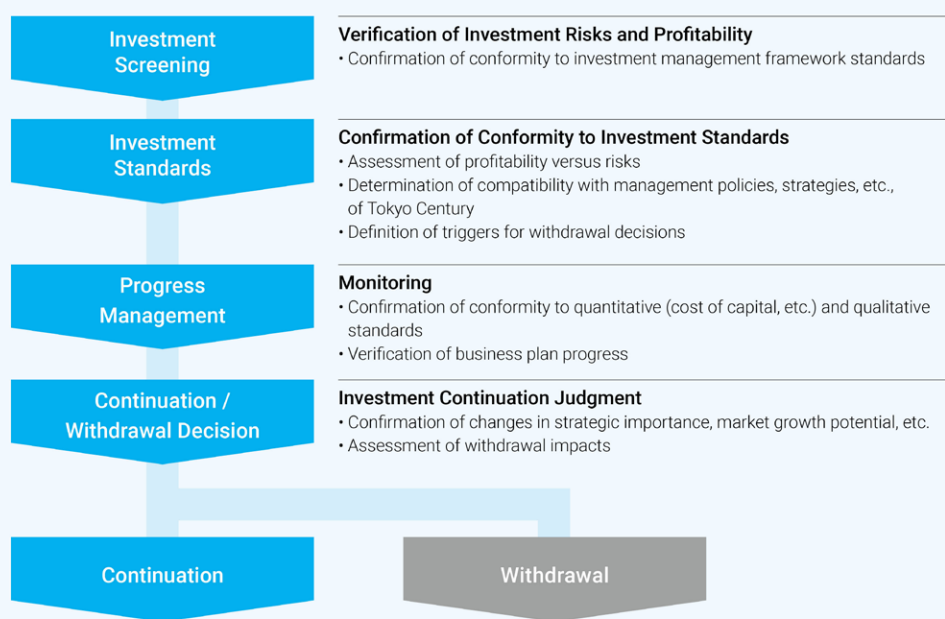 Investment
Screening
Verification of Investment Risks and Profitability
• Confirmation of conformity to investment management framework standards
Investment
Standards
Confirmation of Conformity to Investment Standards
• Assessment of profitability versus risks
• Determination of compatibility with management policies, strategies, etc.,
of Tokyo Century
• Definition of triggers for withdrawal decisions
Progress
Management
Monitoring
• Confirmation of conformity to quantitative (cost of capital, etc.) and qualitative
standards
• Verification of business plan progress
Continuation /
Withdrawal Decision
Investment Continuation Judgment
• Confirmation of changes in strategic importance, market growth potential, etc.
• Assessment of withdrawal impacts
Continuation
Withdrawal